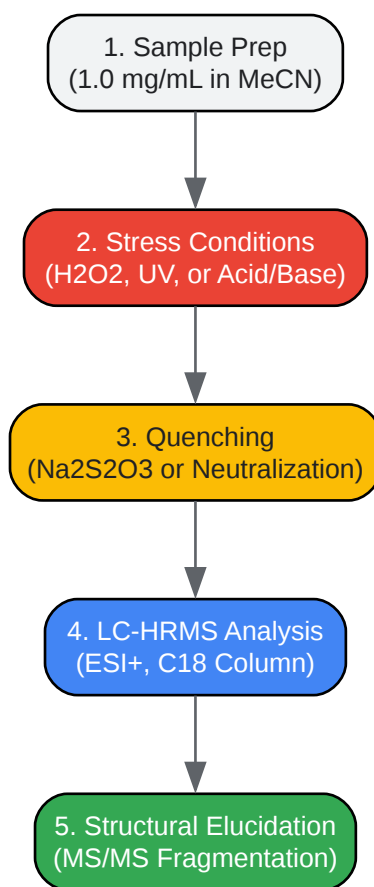 1. Sample Prep
(1.0 mg/mL in MeCN)
2. Stress Conditions
(H2O2, UV, or Acid/Base)
3. Quenching
(Na2S2O3 or Neutralization)
4. LC-HRMS Analysis
(ESI+, C18 Column)
5. Structural Elucidation
(MS/MS Fragmentation)